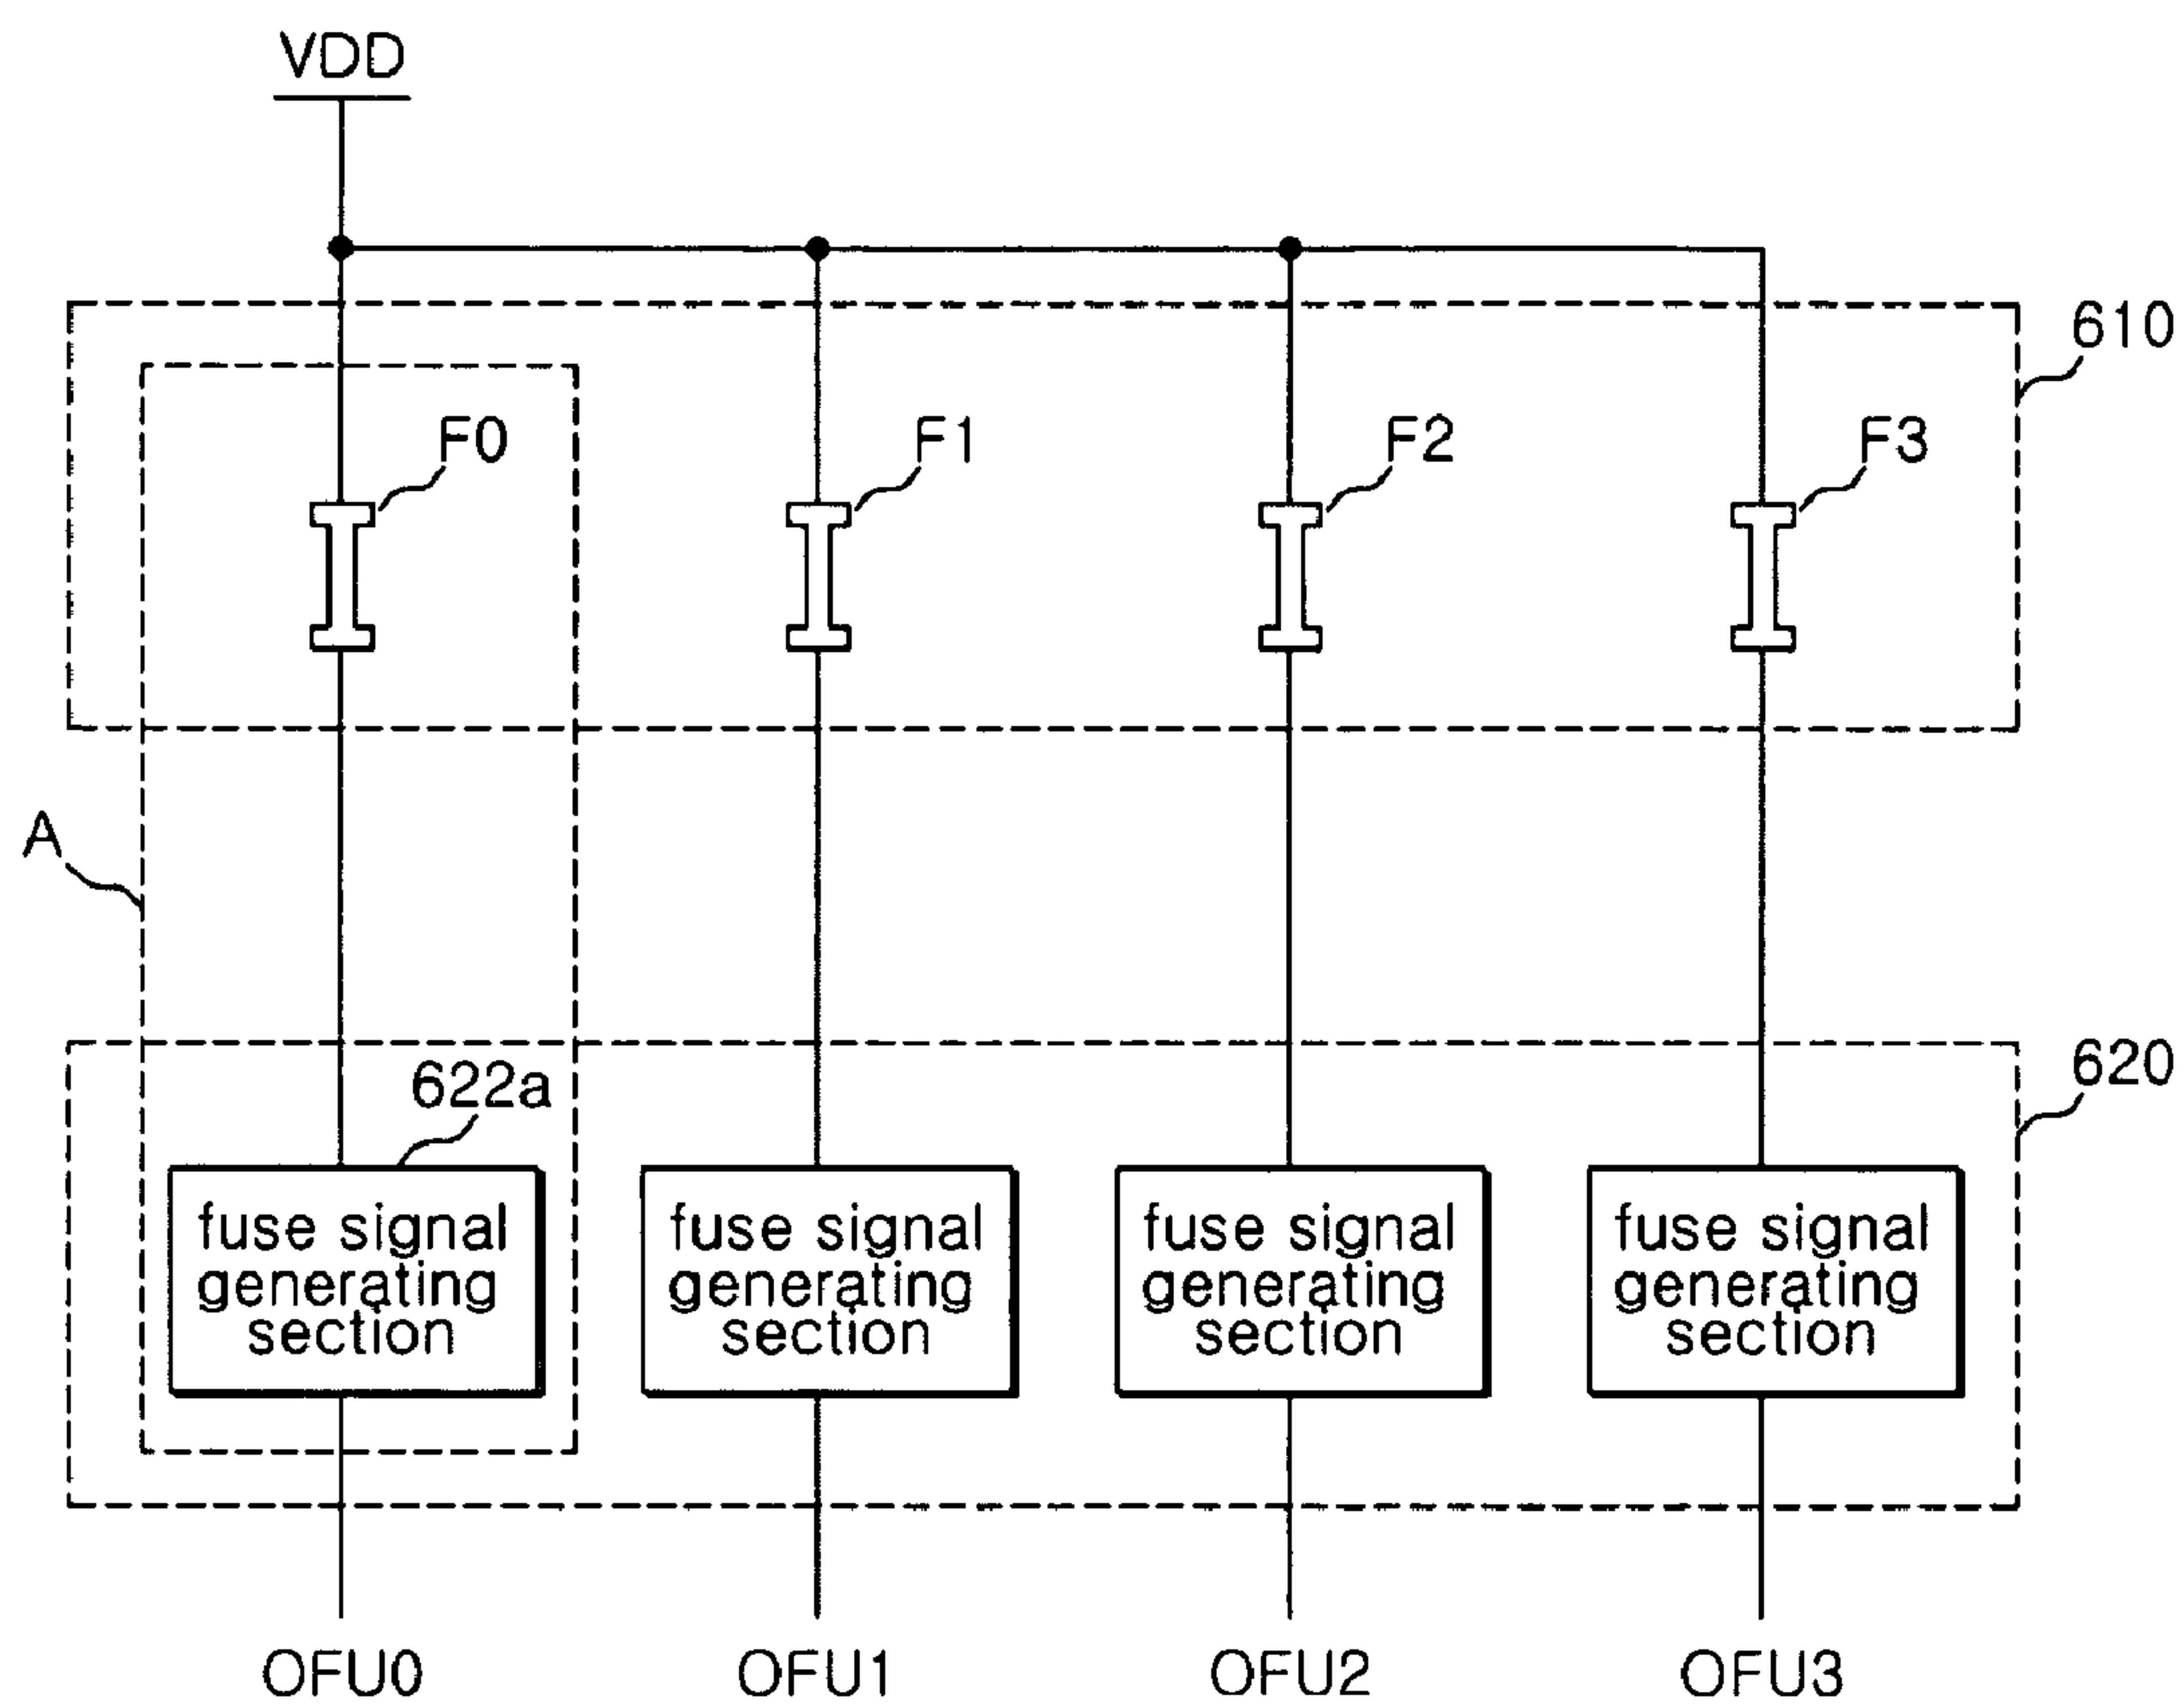 VDD
610
F0
F1
F2
F3
A
622a
620
fuse signal
generating
section
fuse signal
generating
section
fuse signal
generating
section
fuse signal
generating
section
OFU0
OFU1
OFU2
OFU3